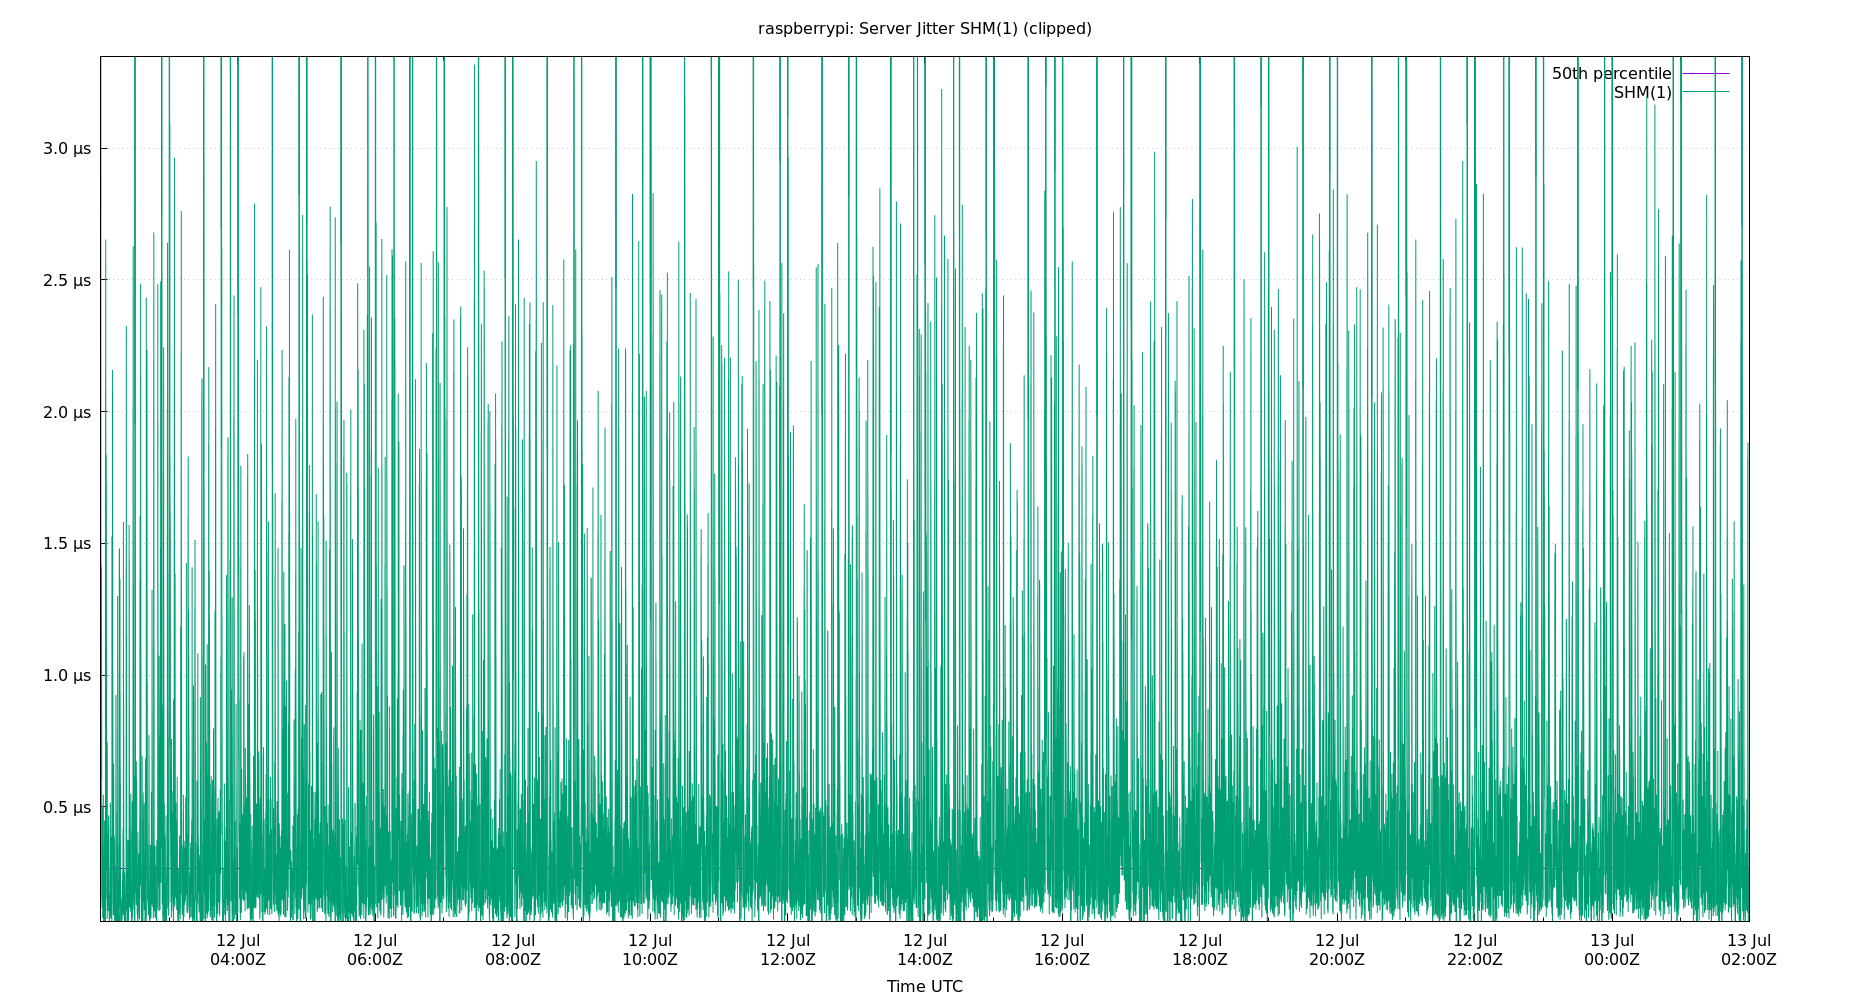 raspberrypi: Server Jitter SHM(1) (clipped)
50th percentile
SHM(1)
3.0 µs
2.5 µs
2.0 µs
1.5 µs
1.0 µs
0.5 µs
12 Jul 12 Jul 12 Jul 12 Jul 12 Jul 12 Jul 12 Jul 12 Jul 12 Jul 12 Jul 13 Jul 13 Jul
04:00Z 06:00Z 08:00Z 10:00Z 12:00Z 14:00Z 16:00Z 18:00Z 20:00Z 22:00Z 00:00Z 02:00Z
Time UTC